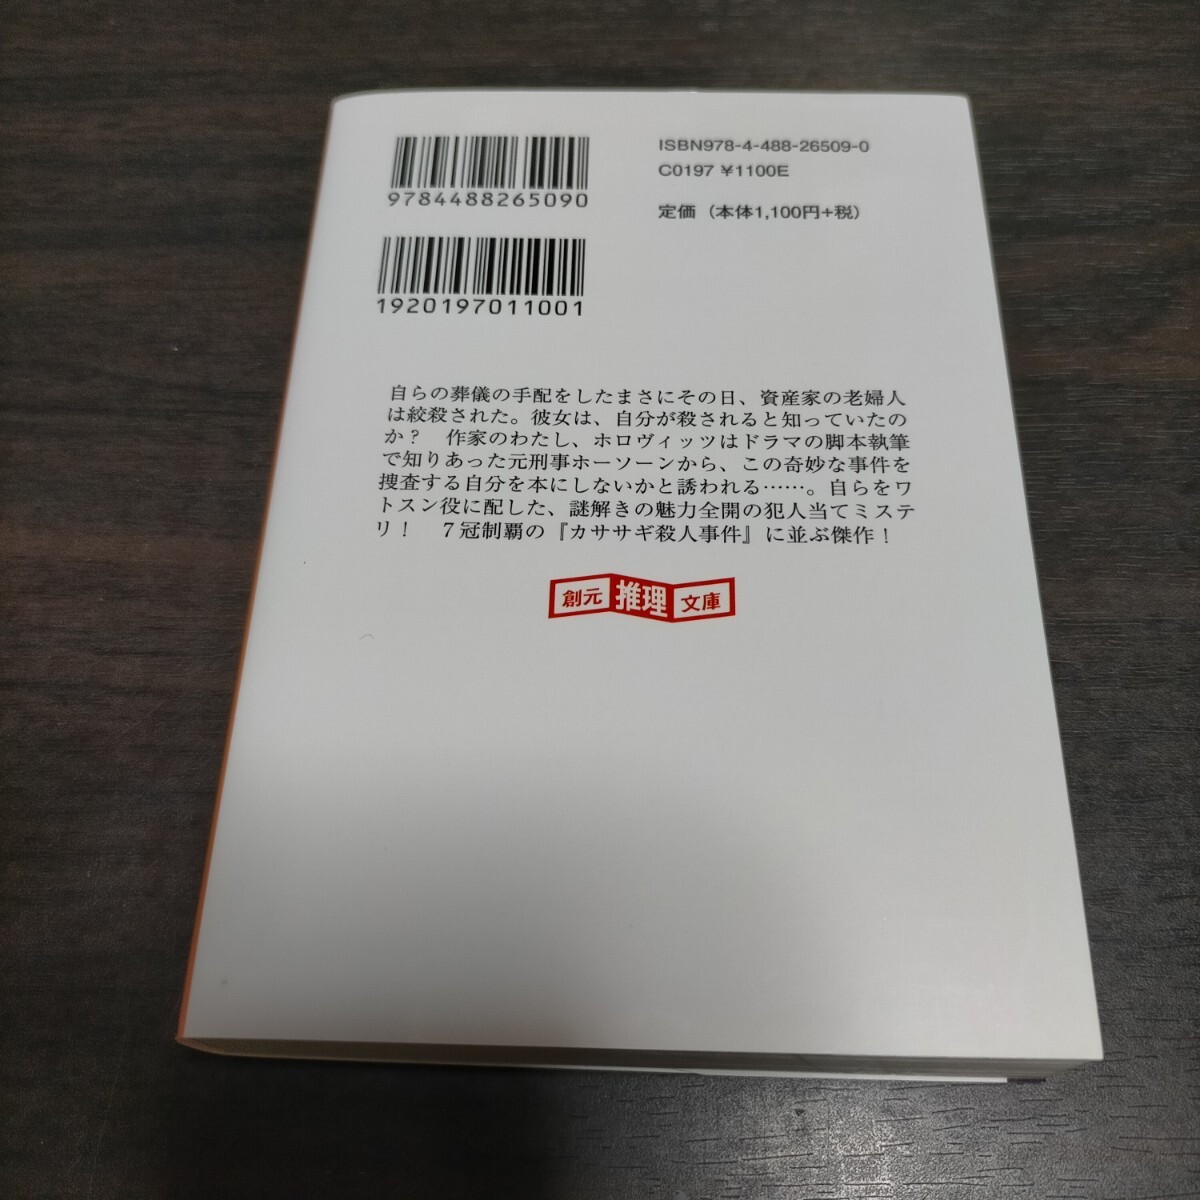 ISBN978-4-488-26509-0
C0197 ¥1100E
定価（本体1,100円+税）
9784488265090
1920197011001
自らの葬儀の手配をしたまさにその日、資産家の老婦人
は絞殺された。彼女は、自分が殺されると知っていたの
か？　作家のわたし、ホロヴィッツはドラマの脚本執筆
で知りあった元刑事ホーソーンから、この奇妙な事件を
捜査する自分を本にしないかと誘われる……。自らをワ
トスン役に配した、謎解きの魅力全開の犯人当てミステ
リ！　７冠制覇の『カササギ殺人事件』に並ぶ傑作！
創元推理文庫